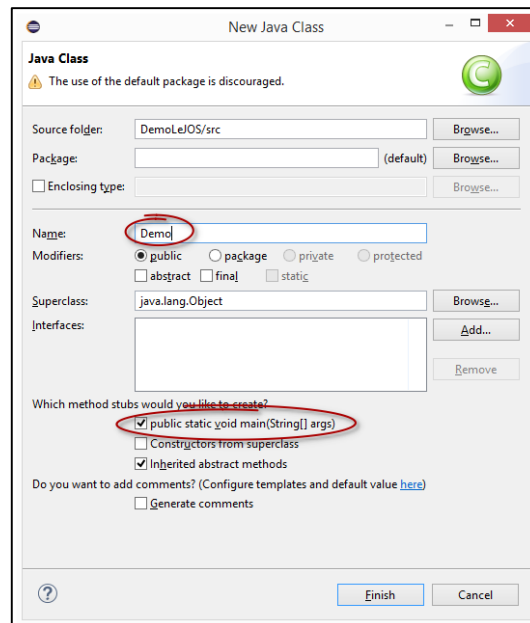 New Java Class
Java Class
The use of the default package is discouraged.
Source folder: DemoLeJOS/src Browse...
Package: (default) Browse...
Enclosing type: Browse...
Name: Demo
Modifiers: public package private protected
abstract final static
Superclass: java.lang.Object Browse...
Interfaces: Add...
Remove
Which method stubs would you like to create?
public static void main(String[] args)
Constructors from superclass
Inherited abstract methods
Do you want to add comments? (Configure templates and default value here)
Generate comments
? Finish Cancel